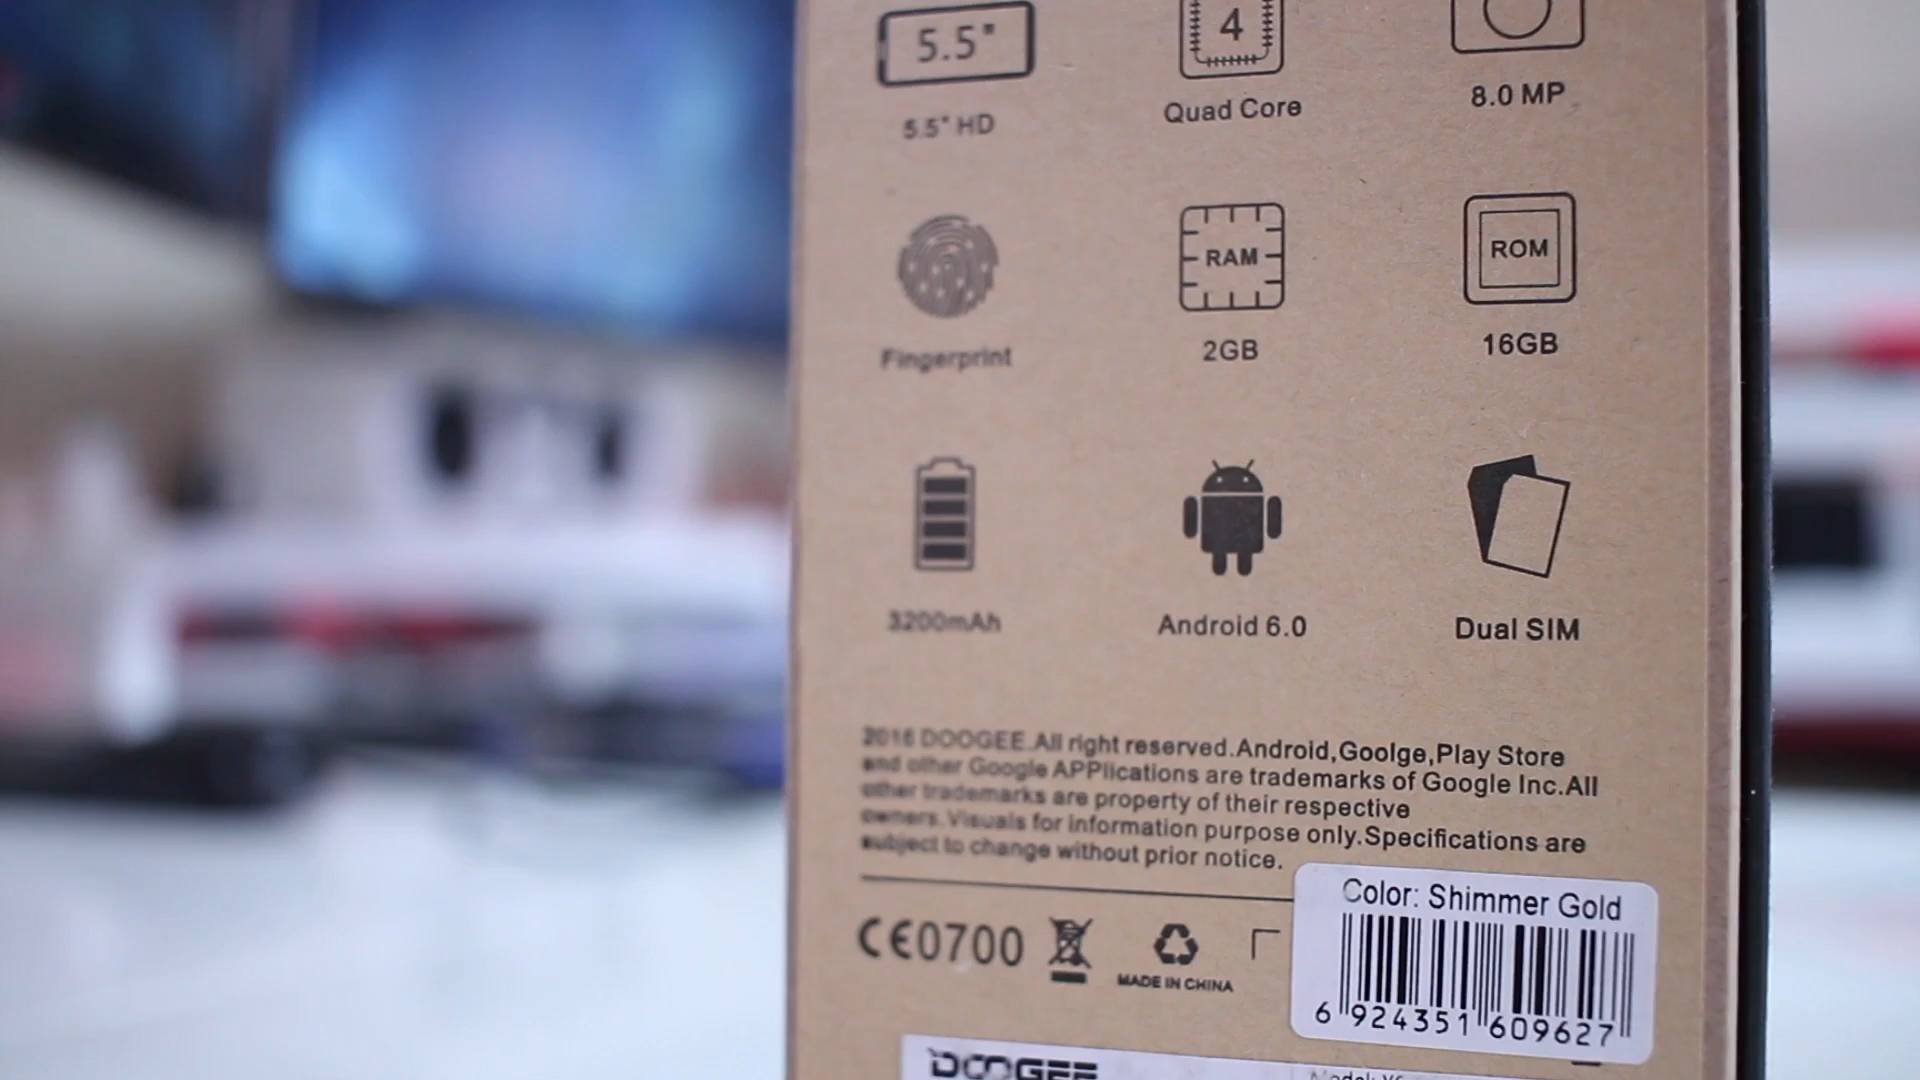 5.5"
4
5.5" HD
Quad Core
8.0 MP
RAM
ROM
Fingerprint
2GB
16GB
3200mAh
Android 6.0
Dual SIM
2016 DOOGEE.All right reserved.Android,Goolge,Play Store
and other Google APPlications are trademarks of Google Inc.All
other trademarks are property of their respective
owners.Visuals for information purpose only.Specifications are
subject to change without prior notice.
Color: Shimmer Gold
CE0700
MADE IN CHINA
6 924351 609627
DOOGEE